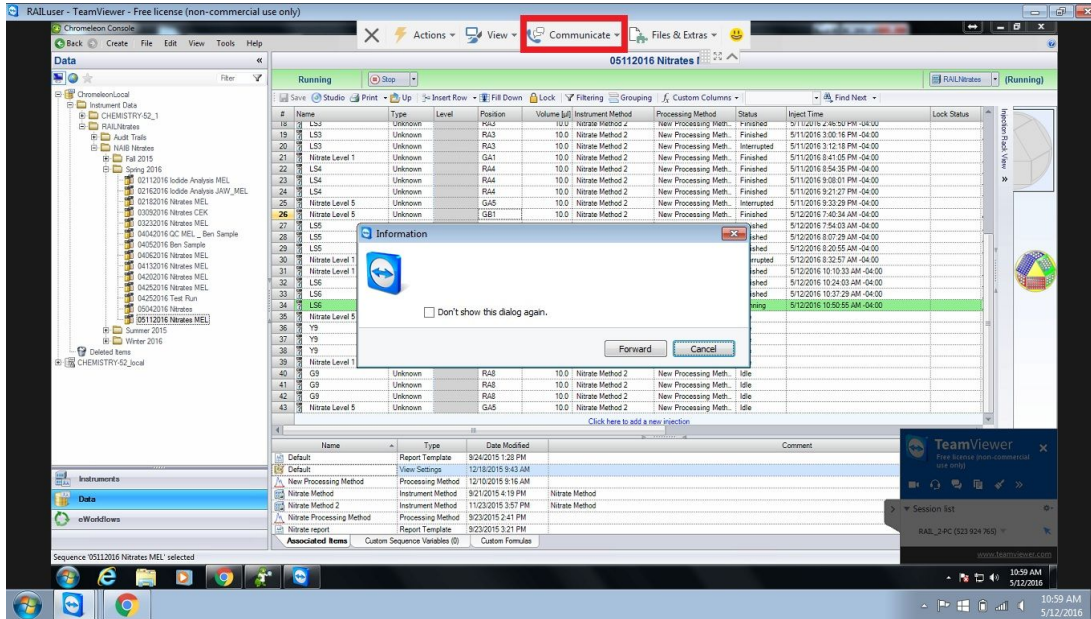 RAILuser - TeamViewer - Free license (non-commercial use only)
Chromeleon Console
Actions View Communicate Files & Extras
Back Create File Edit View Tools Help
Data «
05112016 Nitrates
Filter
Running Stop RAILNitrates (Running)
Save Studio Print Up Insert Row Fill Down Lock Filtering Grouping Custom Columns Find Next
# Name Type Level Position Volume [µl] Instrument Method Processing Method Status Inject Time Lock Status
18 LS3 Unknown RA3 10.0 Nitrate Method 2 New Processing Meth.. Finished 5/11/2016 2:46:50 PM -04:00
19 LS3 Unknown RA3 10.0 Nitrate Method 2 New Processing Meth.. Finished 5/11/2016 3:00:16 PM -04:00
20 LS3 Unknown RA3 10.0 Nitrate Method 2 New Processing Meth.. Interrupted 5/11/2016 3:12:18 PM -04:00
21 Nitrate Level 1 Unknown GA1 10.0 Nitrate Method 2 New Processing Meth.. Finished 5/11/2016 8:41:05 PM -04:00
22 LS4 Unknown RA4 10.0 Nitrate Method 2 New Processing Meth.. Finished 5/11/2016 8:54:35 PM -04:00
23 LS4 Unknown RA4 10.0 Nitrate Method 2 New Processing Meth.. Finished 5/11/2016 9:08:01 PM -04:00
24 LS4 Unknown RA4 10.0 Nitrate Method 2 New Processing Meth.. Finished 5/11/2016 9:21:27 PM -04:00
25 Nitrate Level 5 Unknown GA5 10.0 Nitrate Method 2 New Processing Meth.. Interrupted 5/11/2016 9:33:29 PM -04:00
26 Nitrate Level 5 Unknown GB1 10.0 Nitrate Method 2 New Processing Meth.. Finished 5/12/2016 7:40:34 AM -04:00
27 LS5 ished 5/12/2016 7:54:03 AM -04:00
28 LS5 ished 5/12/2016 8:07:29 AM -04:00
29 LS5 ished 5/12/2016 8:20:55 AM -04:00
30 Nitrate Level 1 rrupted 5/12/2016 8:32:57 AM -04:00
31 Nitrate Level 1 ished 5/12/2016 10:10:33 AM -04:00
32 LS6 ished 5/12/2016 10:24:03 AM -04:00
33 LS6 ished 5/12/2016 10:37:29 AM -04:00
34 LS6 ning 5/12/2016 10:50:55 AM -04:00
35 Nitrate Level 5
36 Y9
37 Y9
38 Y9
39 Nitrate Level 1
40 G9 Unknown RA8 10.0 Nitrate Method 2 New Processing Meth.. Idle
41 G9 Unknown RA8 10.0 Nitrate Method 2 New Processing Meth.. Idle
42 G9 Unknown RA8 10.0 Nitrate Method 2 New Processing Meth.. Idle
43 Nitrate Level 5 Unknown GA5 10.0 Nitrate Method 2 New Processing Meth.. Idle
Click here to add a new injection
Injection Rack View
»
ChromeleonLocal
Instrument Data
CHEMISTRY-52_1
RAILNitrates
Audit Trails
NAIB Nitrates
Fall 2015
Spring 2016
02112016 Iodide Analysis MEL
02162016 Iodide Analysis JAW_MEL
02182016 Nitrates MEL
03092016 Nitrates CEK
03232016 Nitrates MEL
04042016 QC MEL _ Ben Sample
04052016 Ben Sample
04062016 Nitrates MEL
04132016 Nitrates MEL
04202016 Nitrates MEL
04252016 Nitrates MEL
04252016 Test Run
05042016 Nitrates
05112016 Nitrates MEL
Summer 2015
Winter 2016
Deleted Items
CHEMISTRY-52_local
Information
Don't show this dialog again.
Forward Cancel
Name Type Date Modified Comment
Default Report Template 9/24/2015 1:28 PM
Default View Settings 12/18/2015 9:43 AM
New Processing Method Processing Method 12/10/2015 9:16 AM
Nitrate Method Instrument Method 9/21/2015 4:19 PM Nitrate Method
Nitrate Method 2 Instrument Method 11/23/2015 3:57 PM Nitrate Method
Nitrate Processing Method Processing Method 9/23/2015 2:41 PM
Nitrate report Report Template 9/23/2015 3:21 PM
Associated Items Custom Sequence Variables (0) Custom Formulas
Instruments
Data
eWorkflows
Sequence '05112016 Nitrates MEL' selected
TeamViewer
Free license (non-commercial
use only)
Session list
RAIL_2-PC (523 924 765)
www.teamviewer.com
10:59 AM
5/12/2016
10:59 AM
5/12/2016